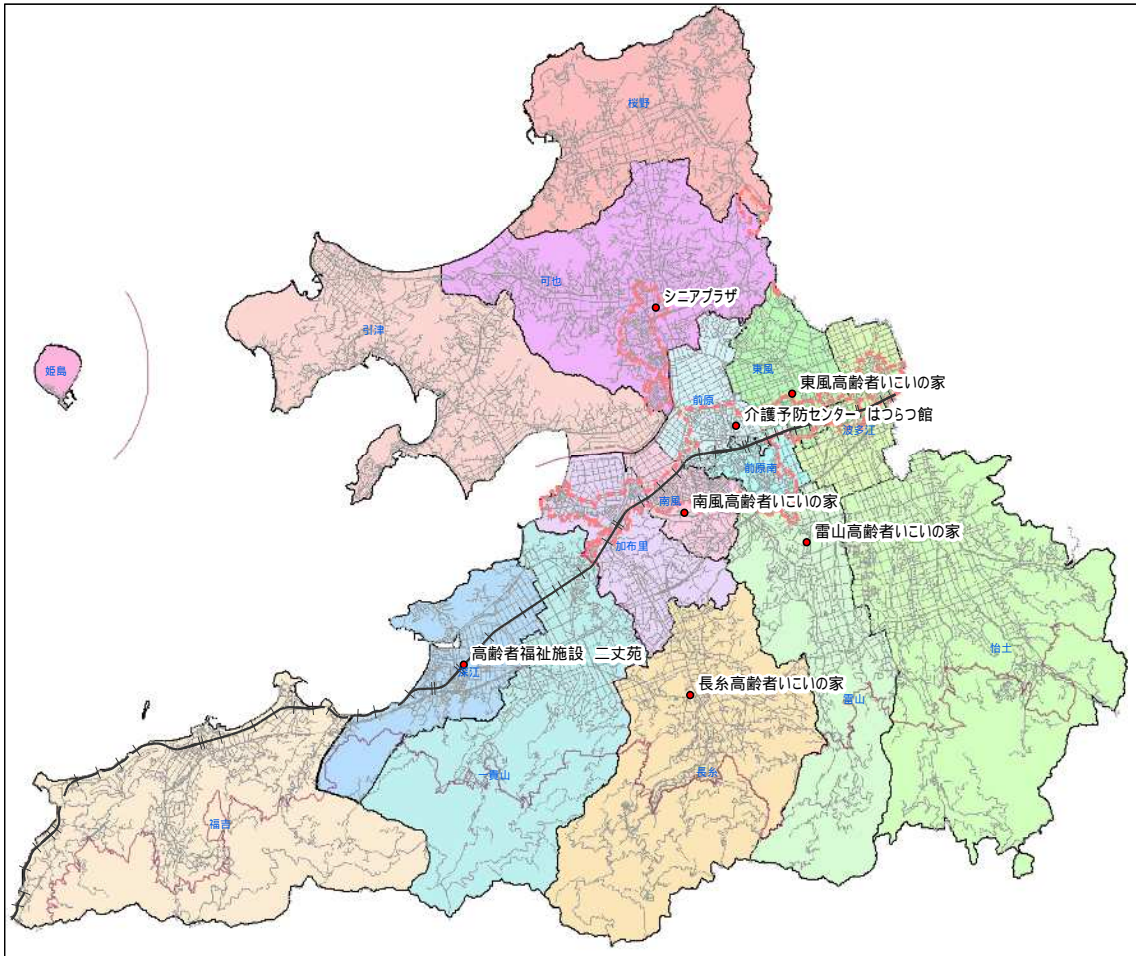 桜野
可也
シニアプラザ
引津
姫島
東風
東風高齢者いこいの家
前原
介護予防センター はつらつ館
波多江
前原南
南風
南風高齢者いこいの家
雷山高齢者いこいの家
加布里
高齢者福祉施設 二丈苑
深江
怡土
長糸高齢者いこいの家
雷山
一貴山
長糸
福吉